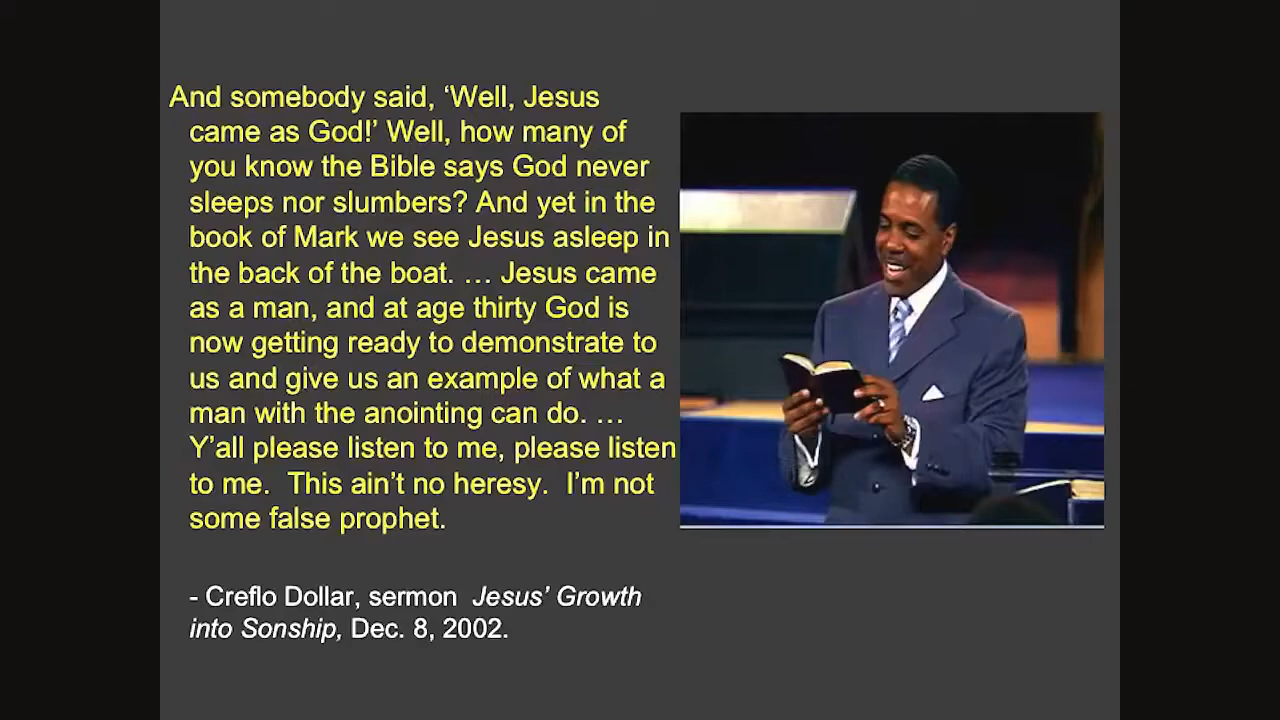 And somebody said, ‘Well, Jesus
came as God!’ Well, how many of
you know the Bible says God never
sleeps nor slumbers? And yet in the
book of Mark we see Jesus asleep in
the back of the boat. … Jesus came
as a man, and at age thirty God is
now getting ready to demonstrate to
us and give us an example of what a
man with the anointing can do. …
Y’all please listen to me, please listen
to me.  This ain’t no heresy.  I’m not
some false prophet.
- Creflo Dollar, sermon  Jesus’ Growth
into Sonship, Dec. 8, 2002.